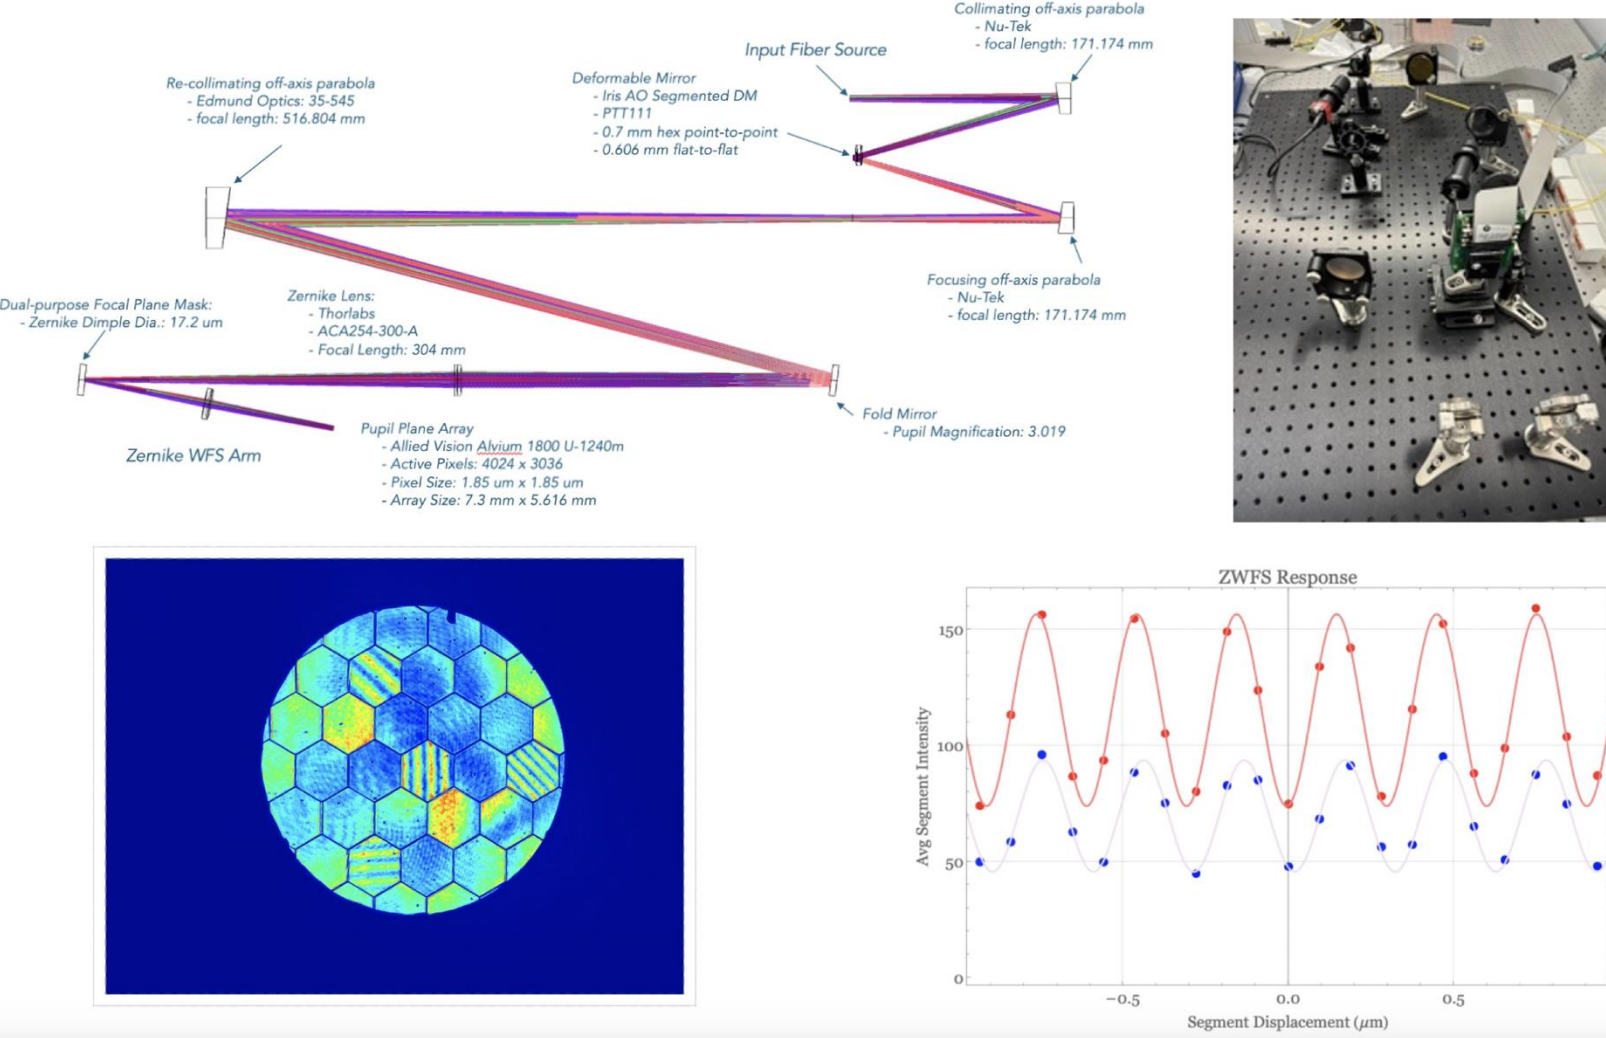 Collimating off-axis parabola
- Nu-Tek
- focal length: 171.174 mm
Input Fiber Source
Deformable Mirror
- Iris AO Segmented DM
- PTT111
- 0.7 mm hex point-to-point
- 0.606 mm flat-to-flat
Re-collimating off-axis parabola
- Edmund Optics: 35-545
- focal length: 516.804 mm
Focusing off-axis parabola
- Nu-Tek
- focal length: 171.174 mm
Dual-purpose Focal Plane Mask:
- Zernike Dimple Dia.: 17.2 um
Zernike Lens:
- Thorlabs
- ACA254-300-A
- Focal Length: 304 mm
Fold Mirror
- Pupil Magnification: 3.019
Zernike WFS Arm
Pupil Plane Array
- Allied Vision Alvium 1800 U-1240m
- Active Pixels: 4024 x 3036
- Pixel Size: 1.85 um x 1.85 um
- Array Size: 7.3 mm x 5.616 mm
ZWFS Response
Avg Segment Intensity
150
100
50
0
−0.5
0.0
0.5
Segment Displacement (μm)